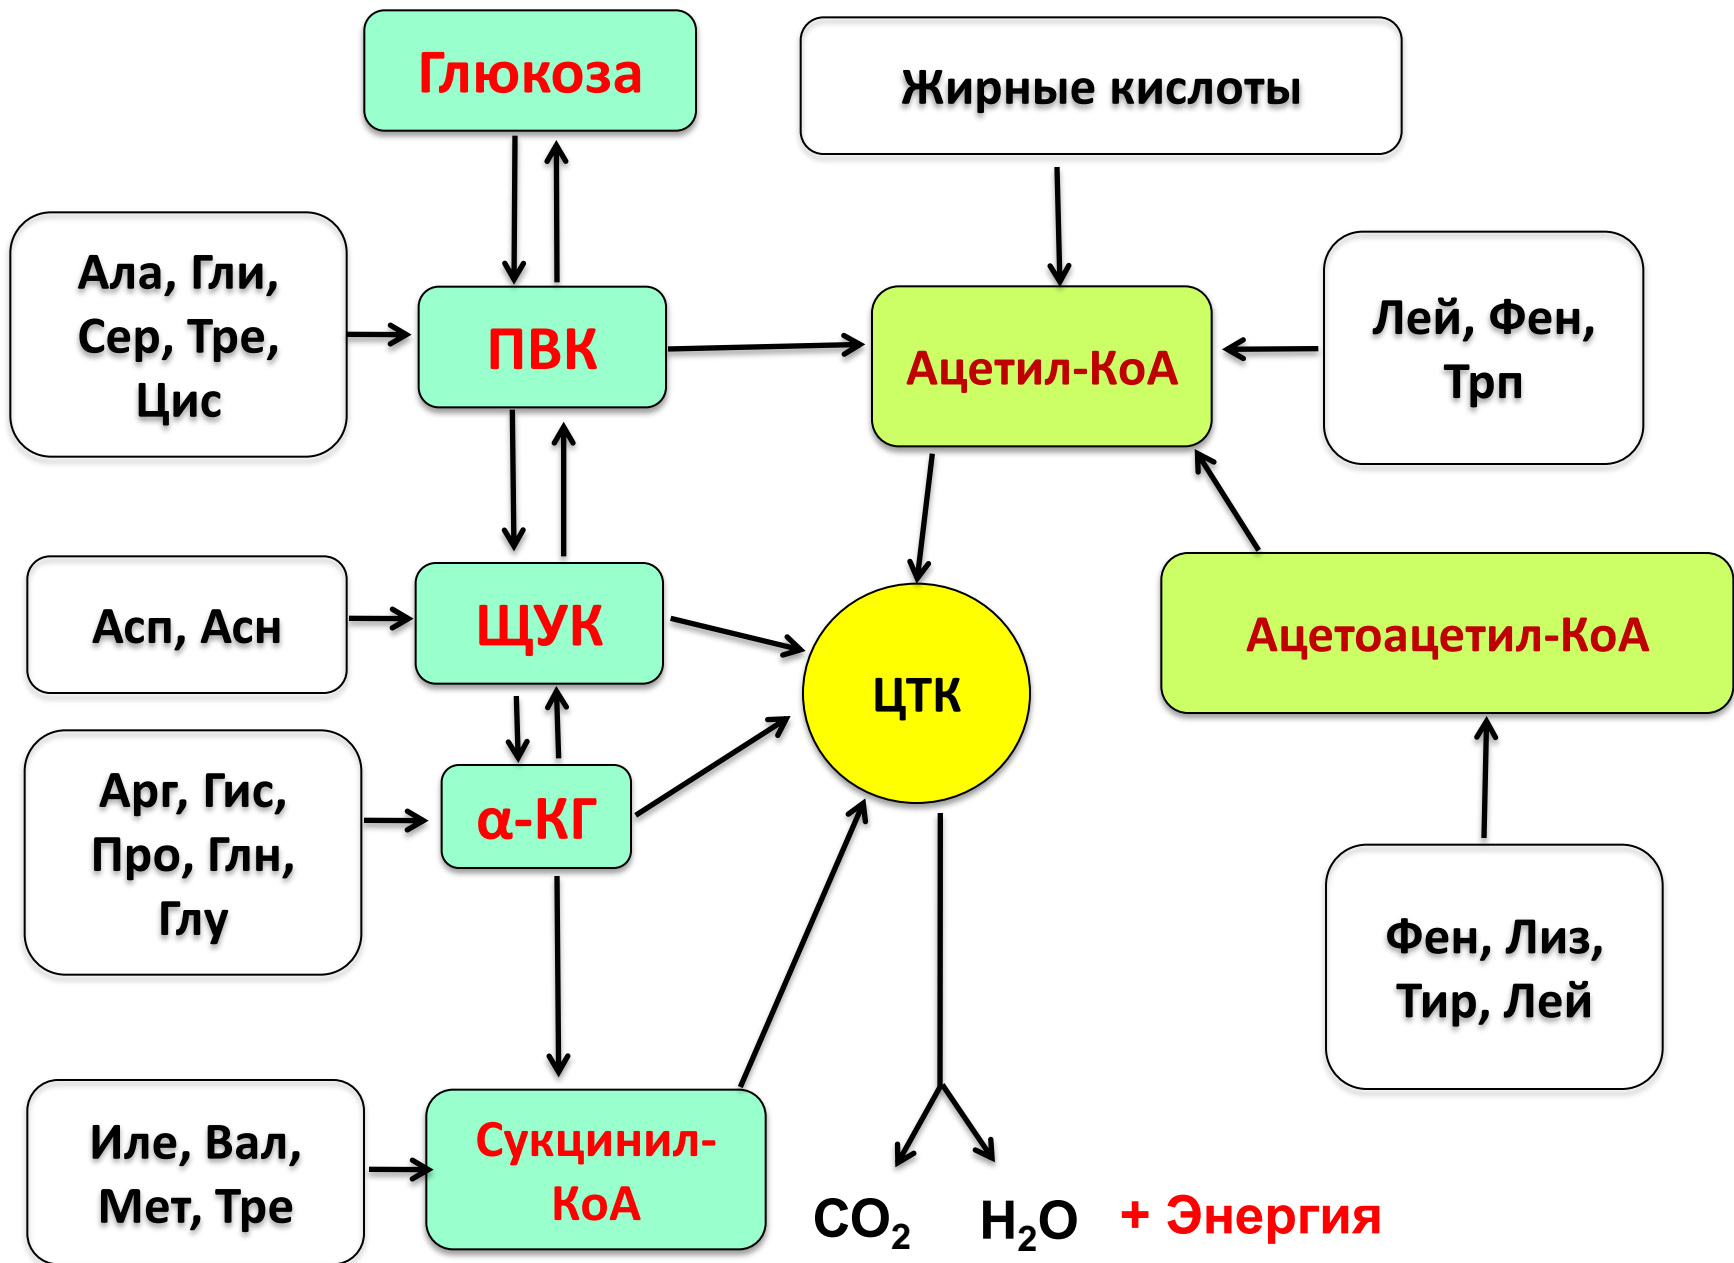 Глюкоза
Жирные кислоты
Ала, Гли,
Сер, Тре,
Цис
ПВК
Ацетил-КоА
Лей, Фен,
Трп
Асп, Асн
ЩУК
ЦТК
Ацетоацетил-КоА
Арг, Гис,
Про, Глн,
Глу
α-КГ
Фен, Лиз,
Тир, Лей
Иле, Вал,
Мет, Тре
Сукцинил-
КоА
CO₂ H₂O + Энергия